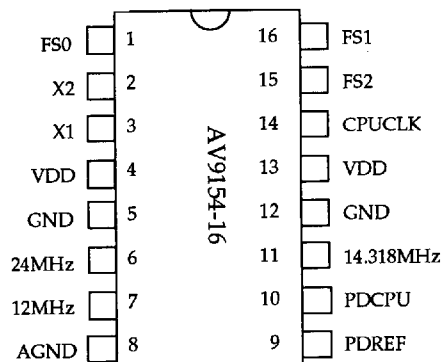 FS0 1 16 FS1
X2 2 15 FS2
X1 3 14 CPUCLK
VDD 4 13 VDD
GND 5 12 GND
24MHz 6 11 14.318MHz
12MHz 7 10 PDCPU
AGND 8 9 PDREF
AV9154-16